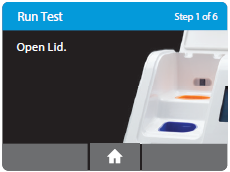 Run Test
Step 1 of 6
Open Lid.